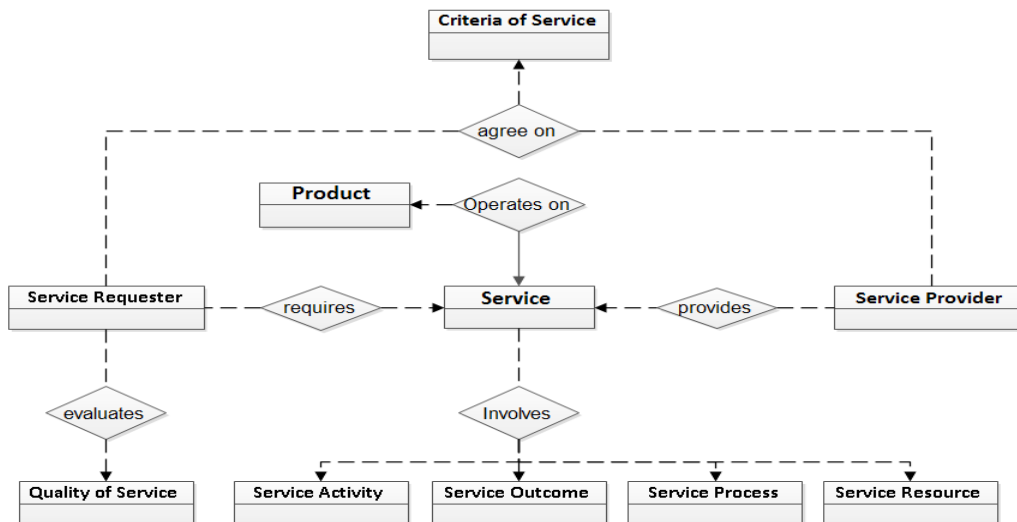 Criteria of Service
agree on
Product
Operates on
Service Requester
requires
Service
provides
Service Provider
evaluates
Involves
Quality of Service
Service Activity
Service Outcome
Service Process
Service Resource